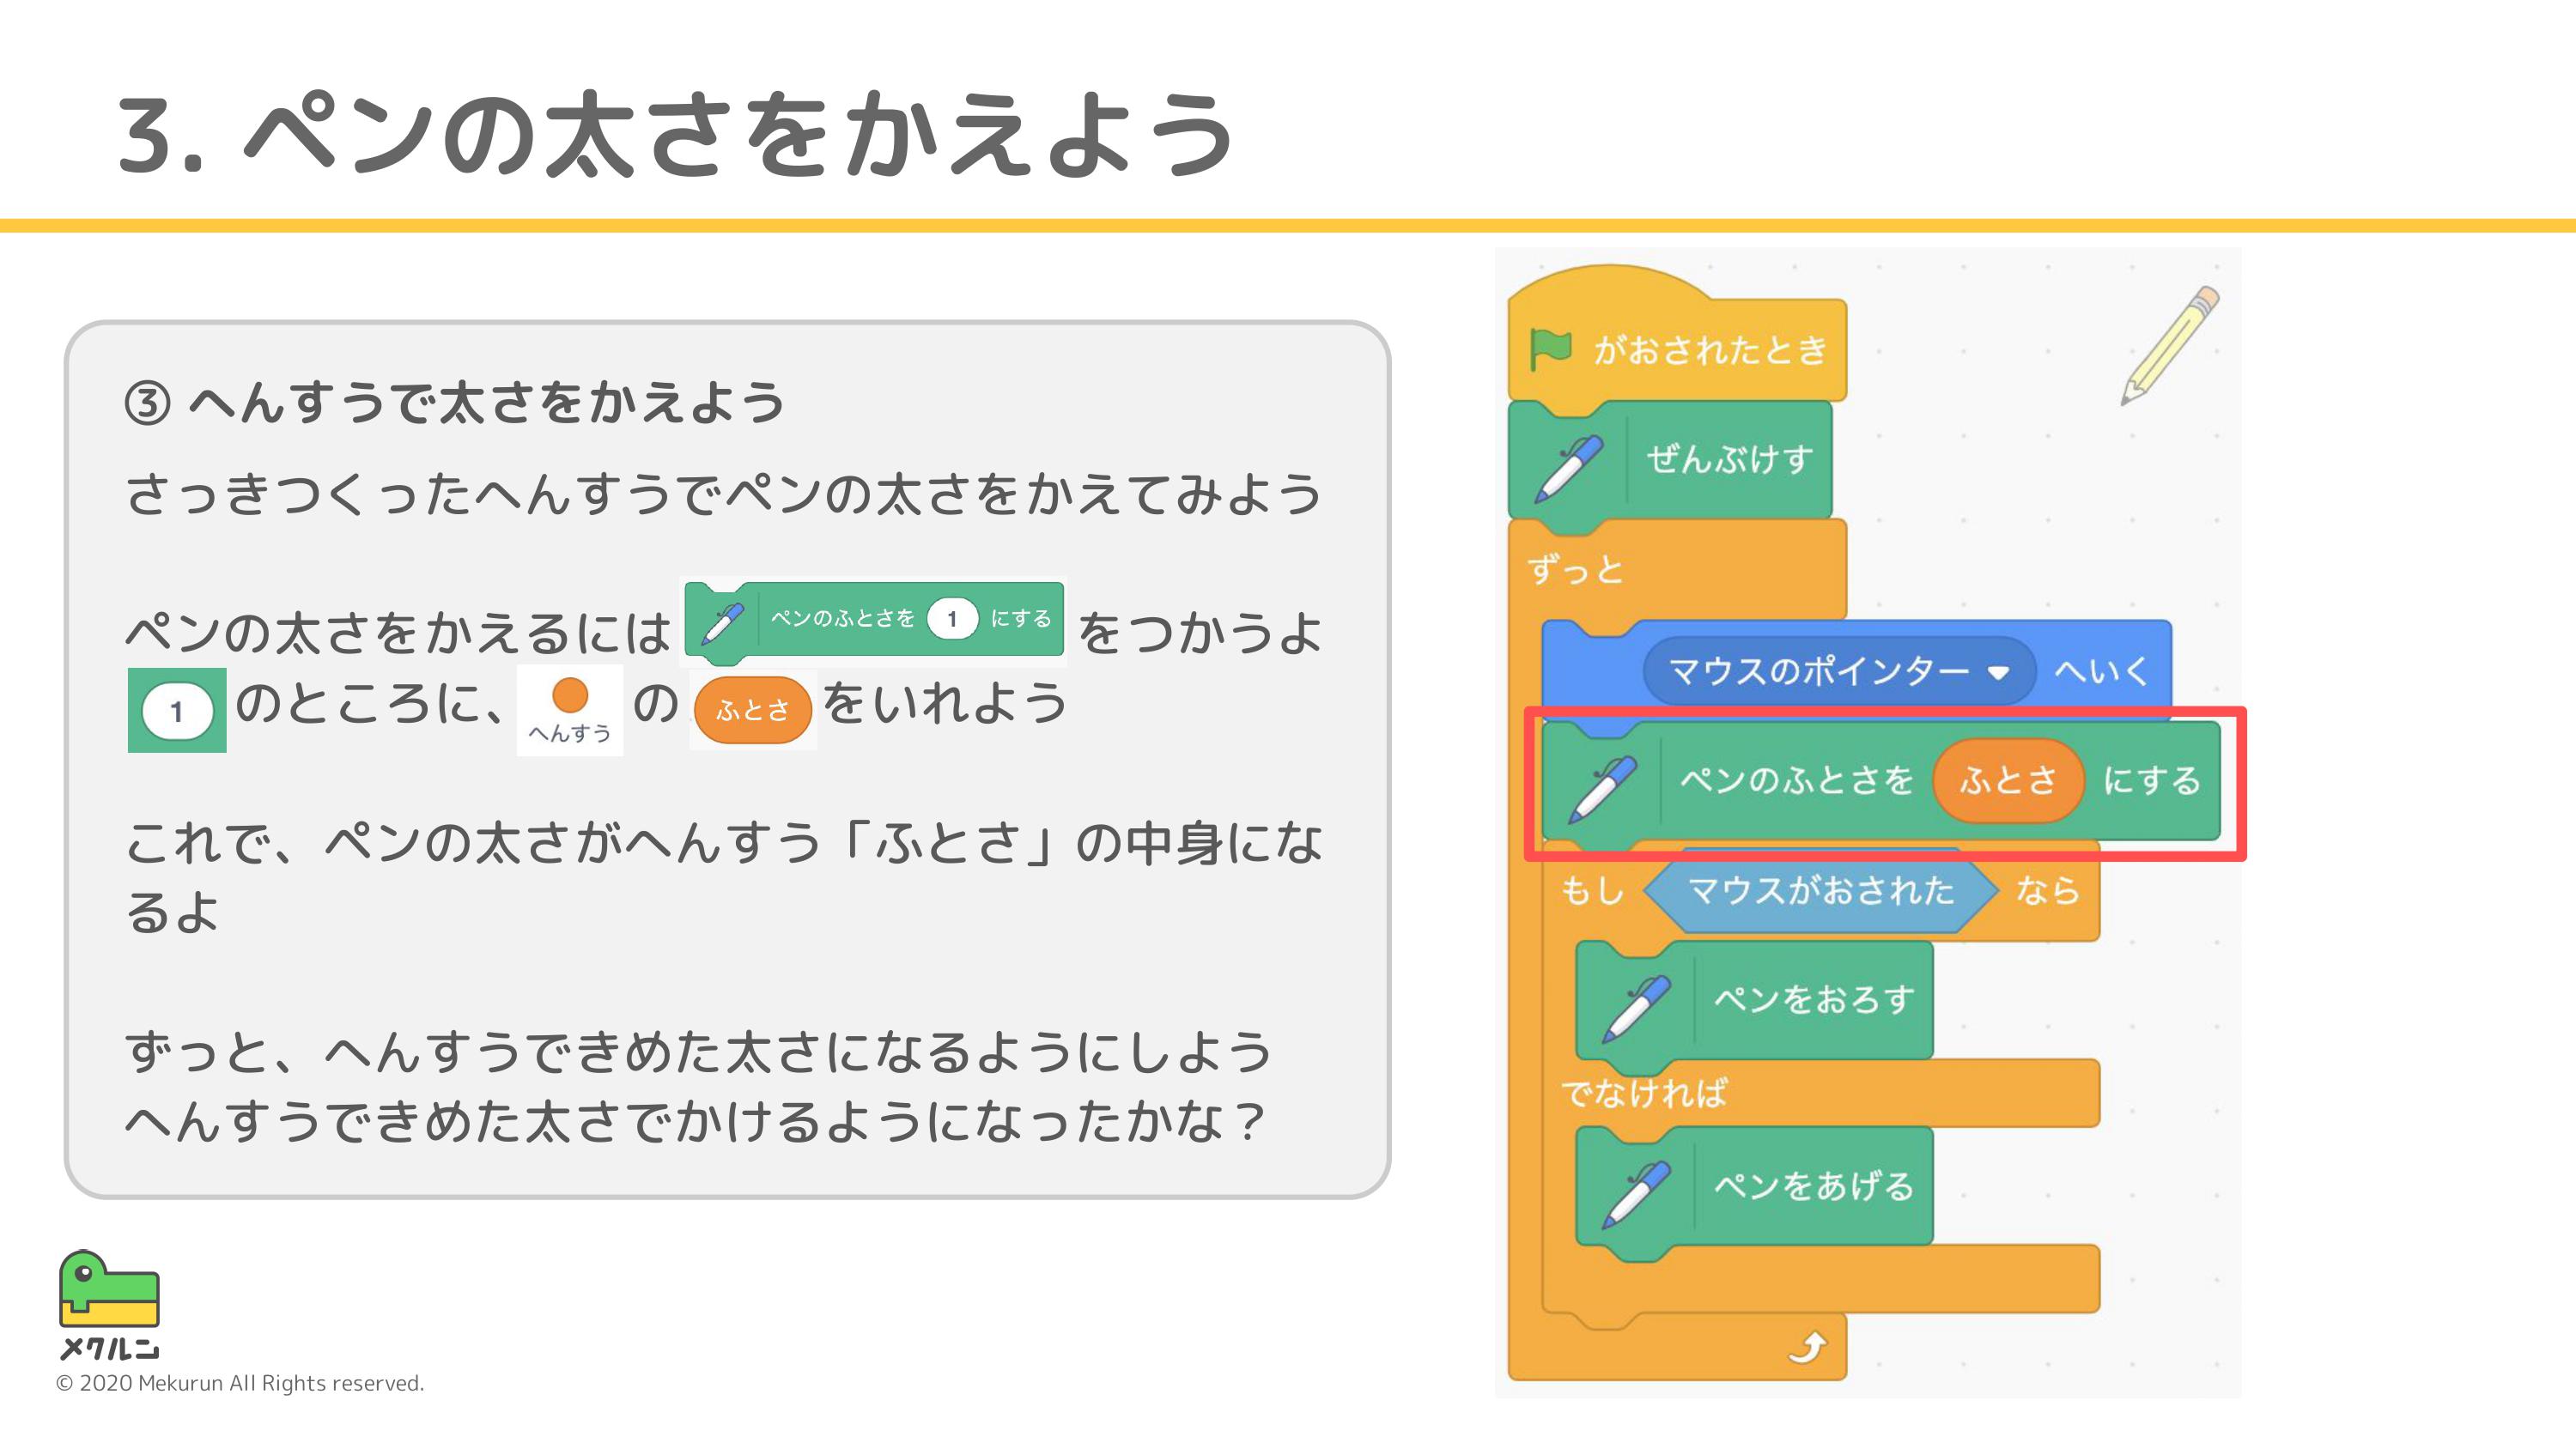 3. ペンの太さをかえよう
③ へんすうで太さをかえよう
さっきつくったへんすうでペンの太さをかえてみよう
ペンの太さをかえるには ペンのふとさを 1 にする をつかうよ
1 のところに、 へんすう の ふとさ をいれよう
これで、ペンの太さがへんすう「ふとさ」の中身にな
るよ
ずっと、へんすうできめた太さになるようにしよう
へんすうできめた太さでかけるようになったかな？
がおされたとき
ぜんぶけす
ずっと
マウスのポインター へいく
ペンのふとさを ふとさ にする
もし マウスがおされた なら
ペンをおろす
でなければ
ペンをあげる
メクルン
© 2020 Mekurun All Rights reserved.